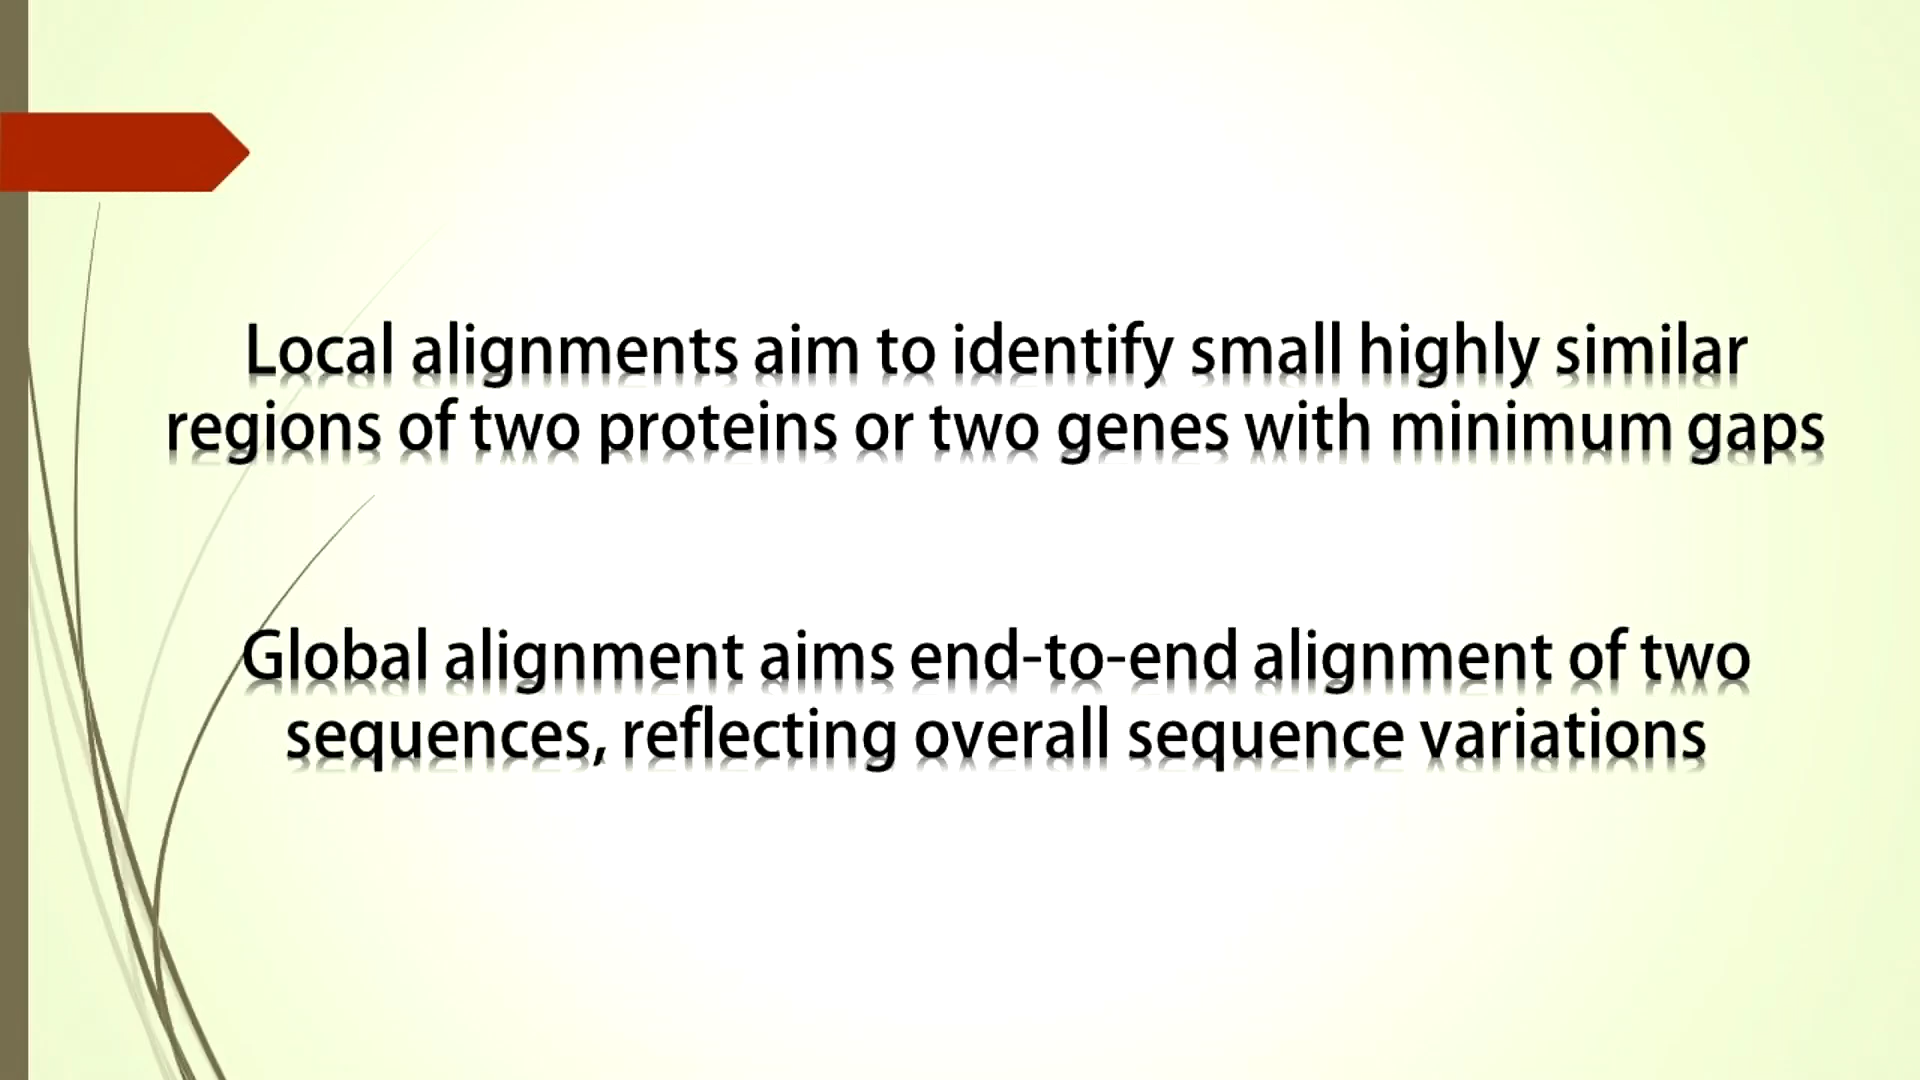 Local alignments aim to identify small highly similar
regions of two proteins or two genes with minimum gaps
Global alignment aims end-to-end alignment of two
sequences, reflecting overall sequence variations